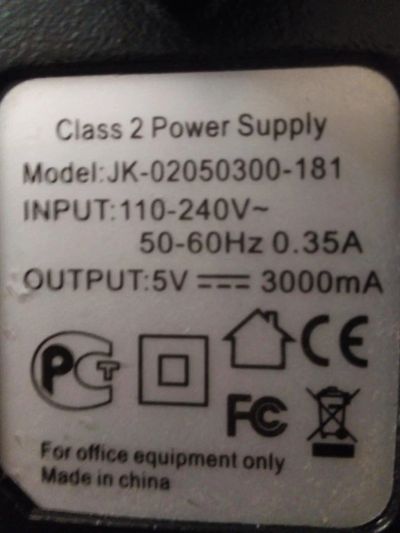 Class 2 Power Supply
Model:JK-02050300-181
INPUT:110-240V~
50-60Hz 0.35A
OUTPUT:5V ⎓ 3000mA
PCT
CE
FC
For office equipment only
Made in china